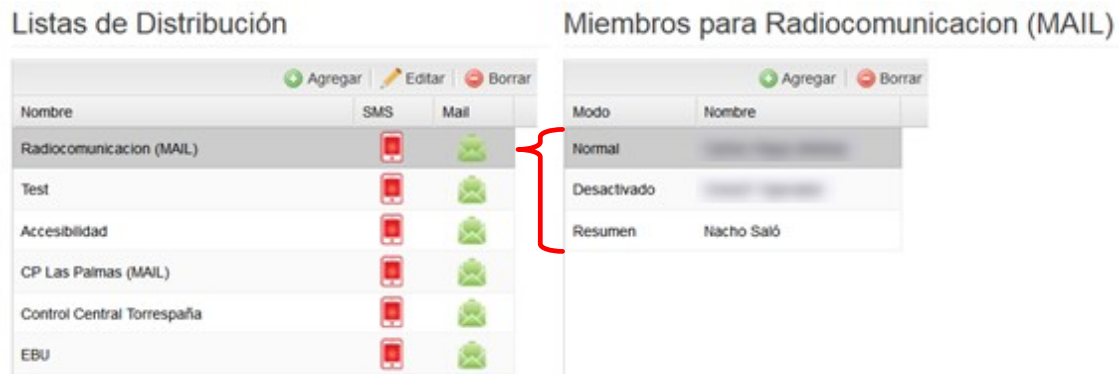 Listas de Distribución
Agregar Editar Borrar
Nombre SMS Mail
Radiocomunicacion (MAIL)
Test
Accesibilidad
CP Las Palmas (MAIL)
Control Central Torrespaña
EBU
Miembros para Radiocomunicacion (MAIL)
Agregar Borrar
Modo Nombre
Normal
Desactivado
Resumen Nacho Saló